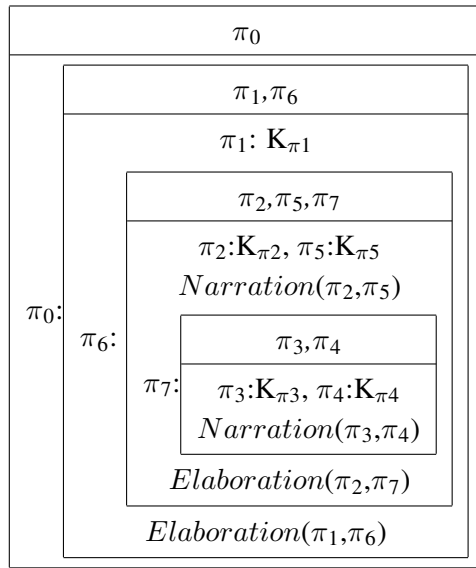 π0
π1,π6
π1: Kπ1
π2,π5,π7
π2:Kπ2, π5:Kπ5
Narration(π2,π5)
π0:
π6:
π3,π4
π7:
π3:Kπ3, π4:Kπ4
Narration(π3,π4)
Elaboration(π2,π7)
Elaboration(π1,π6)